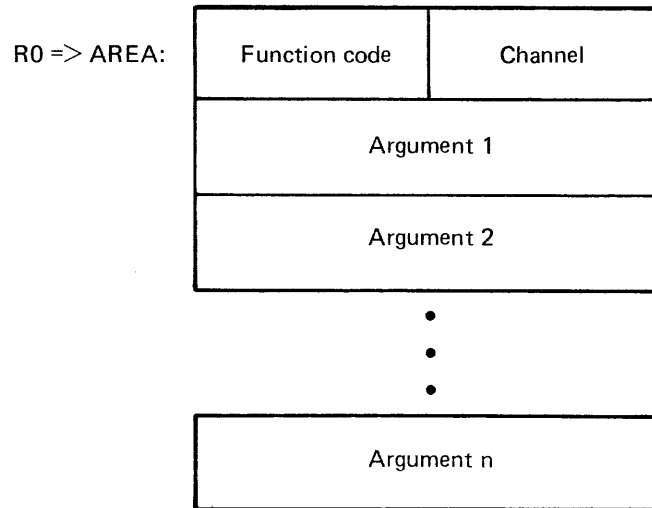 R0 => AREA: Function code Channel
Argument 1
Argument 2
Argument n